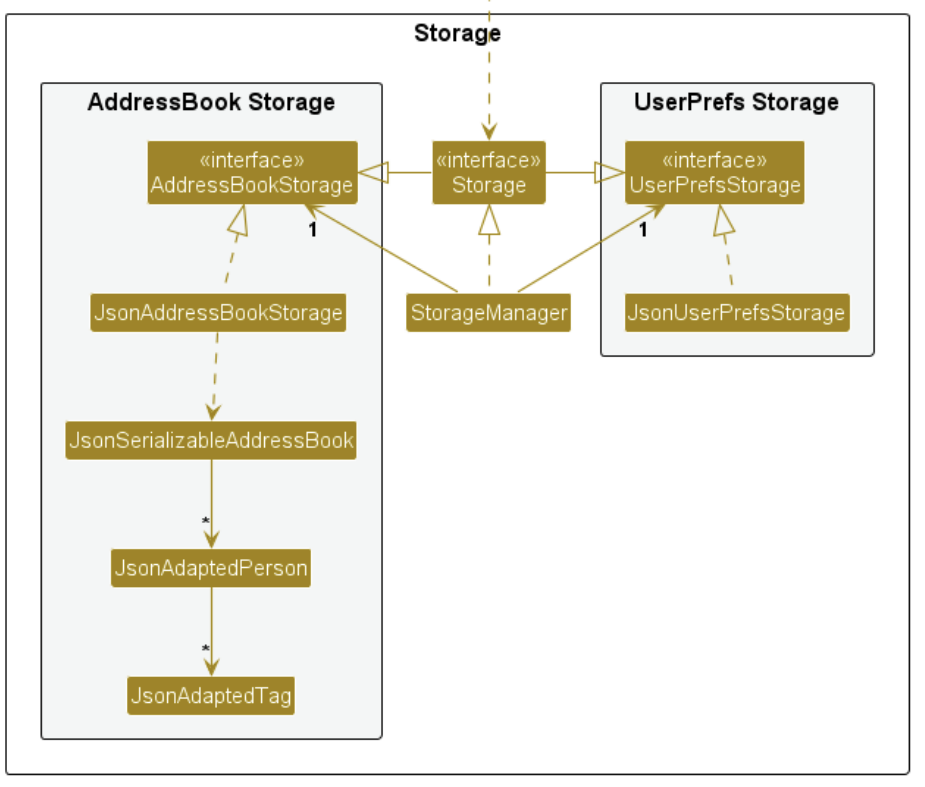 Storage
AddressBook Storage
UserPrefs Storage
«interface»
AddressBookStorage
«interface»
Storage
«interface»
UserPrefsStorage
1
1
JsonAddressBookStorage
StorageManager
JsonUserPrefsStorage
JsonSerializableAddressBook
*
JsonAdaptedPerson
*
JsonAdaptedTag